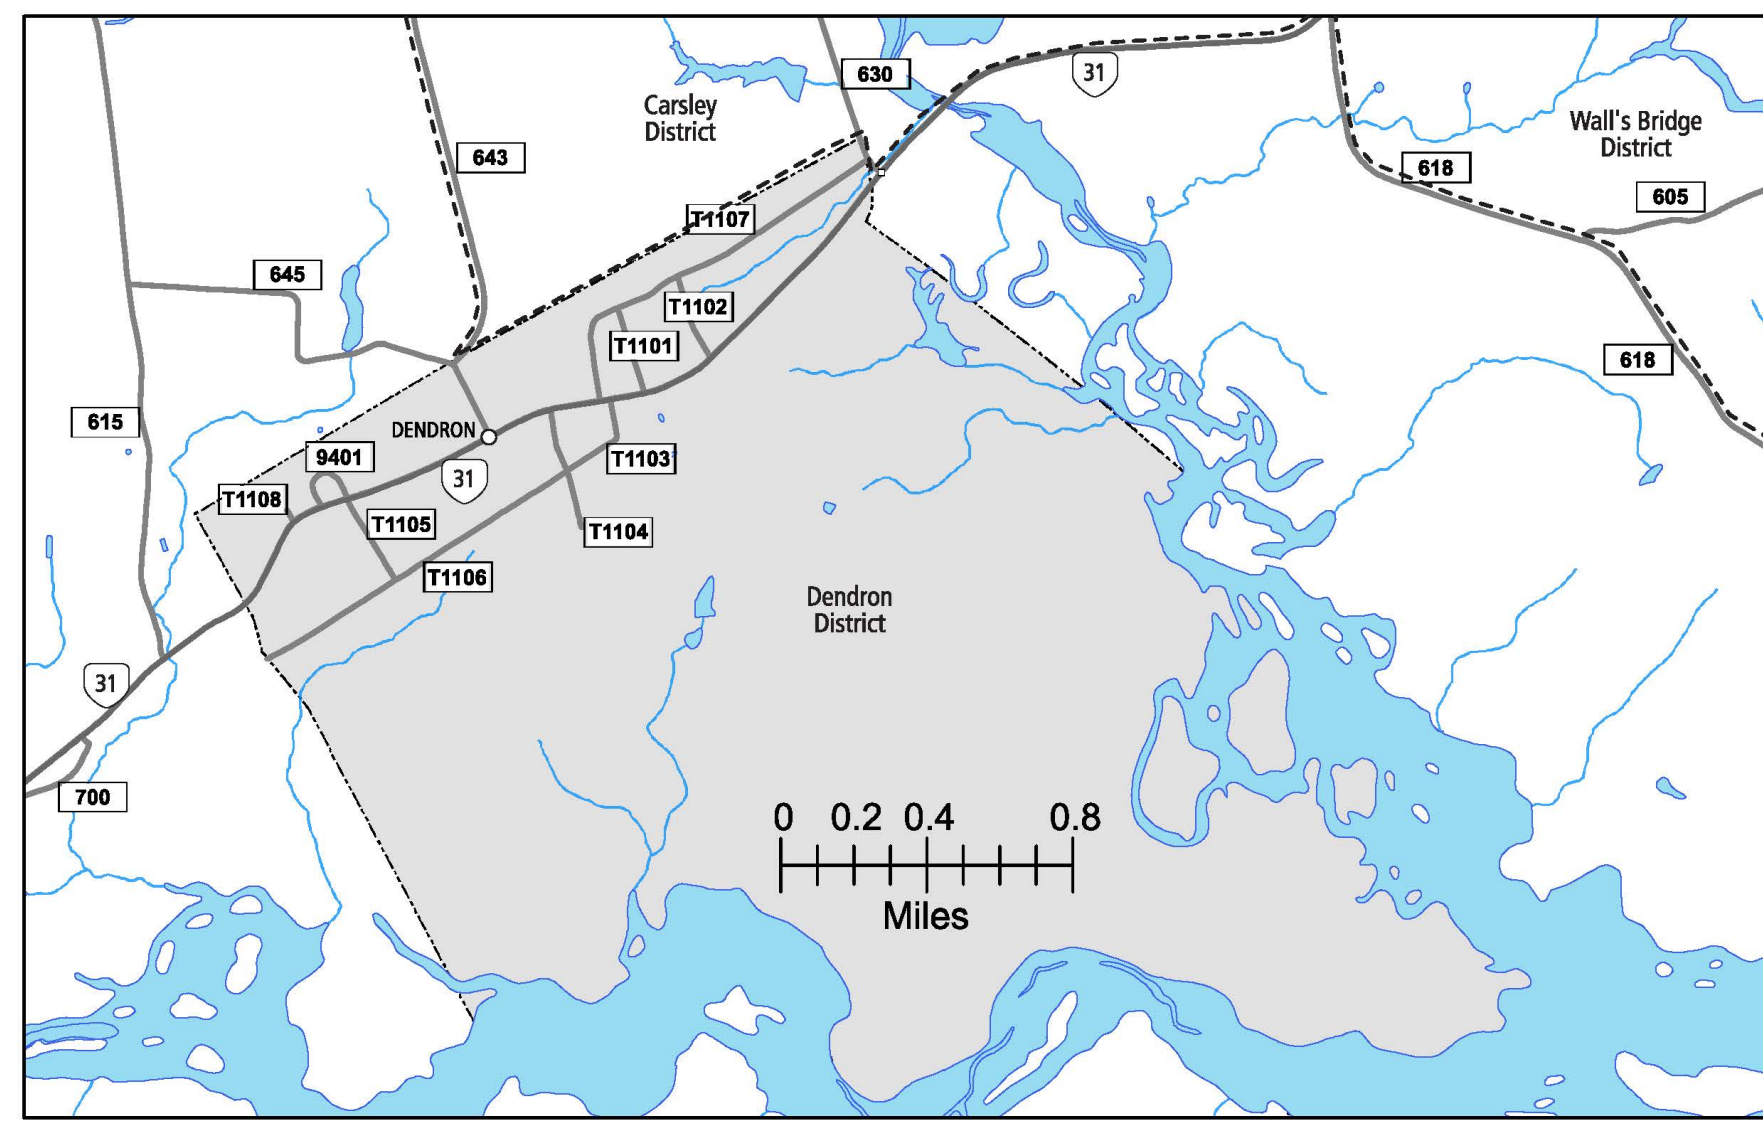 630
31
Carsley
District
Wall's Bridge
District
643
618
605
T1107
645
T1102
T1101
618
615
DENDRON
9401
T1103
31
T1108
T1105
T1104
T1106
Dendron
District
31
700
0 0.2 0.4 0.8
Miles